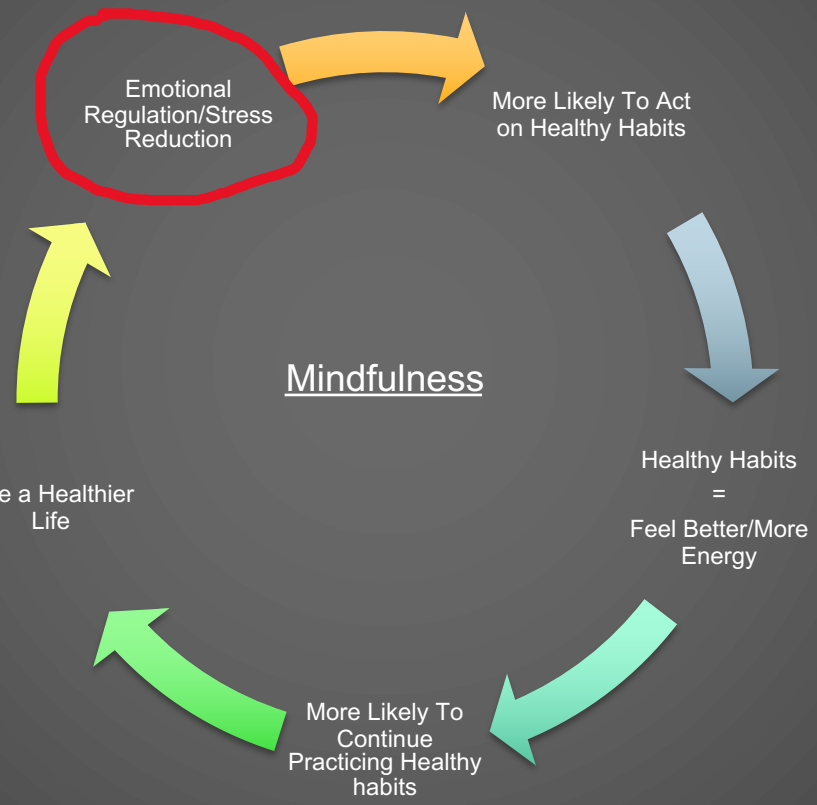 Emotional
Regulation/Stress
Reduction
More Likely To Act
on Healthy Habits
Mindfulness
Healthy Habits
=
Feel Better/More
Energy
a Healthier
Life
More Likely To
Continue
Practicing Healthy
habits